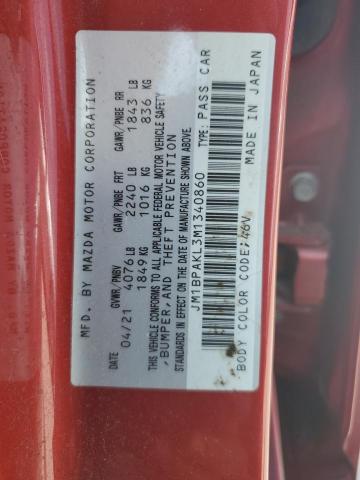 MFD. BY MAZDA MOTOR CORPORATION
DATE GVWR/PNBV GAWR/PNBE FRT GAWR/PNBE RR
04/21 4076 LB 2240 LB 1843 LB
1849 KG 1016 KG 836 KG
THIS VEHICLE CONFORMS TO ALL APPLICABLE FEDERAL MOTOR VEHICLE SAFETY
,BUMPER,AND THEFT PREVENTION
STANDARDS IN EFFECT ON THE DATE OF MANUFACTURE SHOWN ABOVE.
JM1BPAKL3M1340860 TYPE: PASS CAR
BODY COLOR CODE:46V MADE IN JAPAN